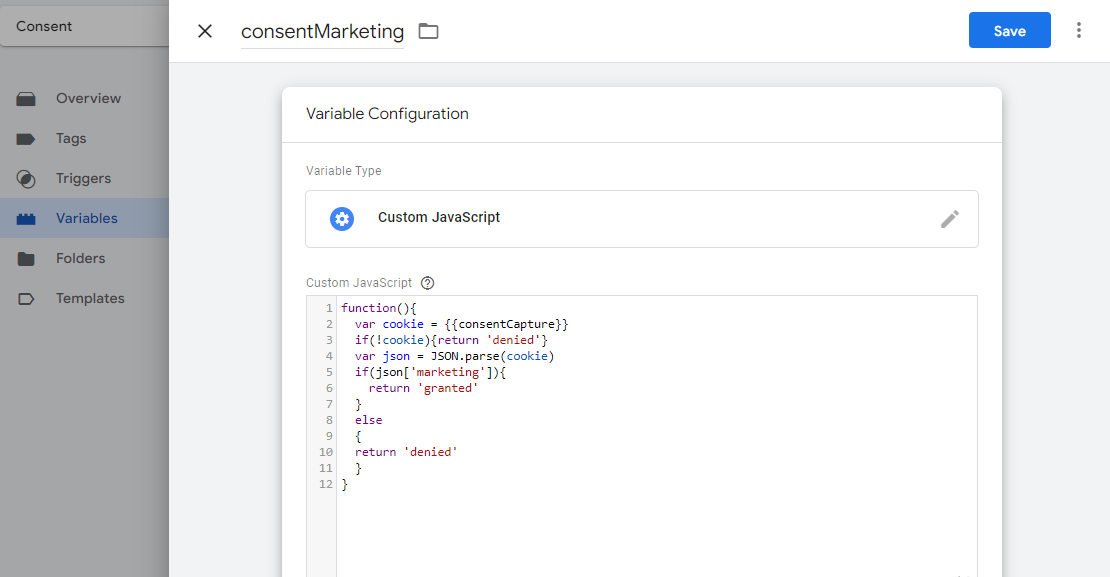 Consent
consentMarketing
Save
Overview
Tags
Triggers
Variables
Folders
Templates
Variable Configuration
Variable Type
Custom JavaScript
Custom JavaScript
1 function(){
2 var cookie = {{consentCapture}}
3 if(!cookie){return 'denied'}
4 var json = JSON.parse(cookie)
5 if(json['marketing']){
6 return 'granted'
7 }
8 else
9 {
10 return 'denied'
11 }
12 }